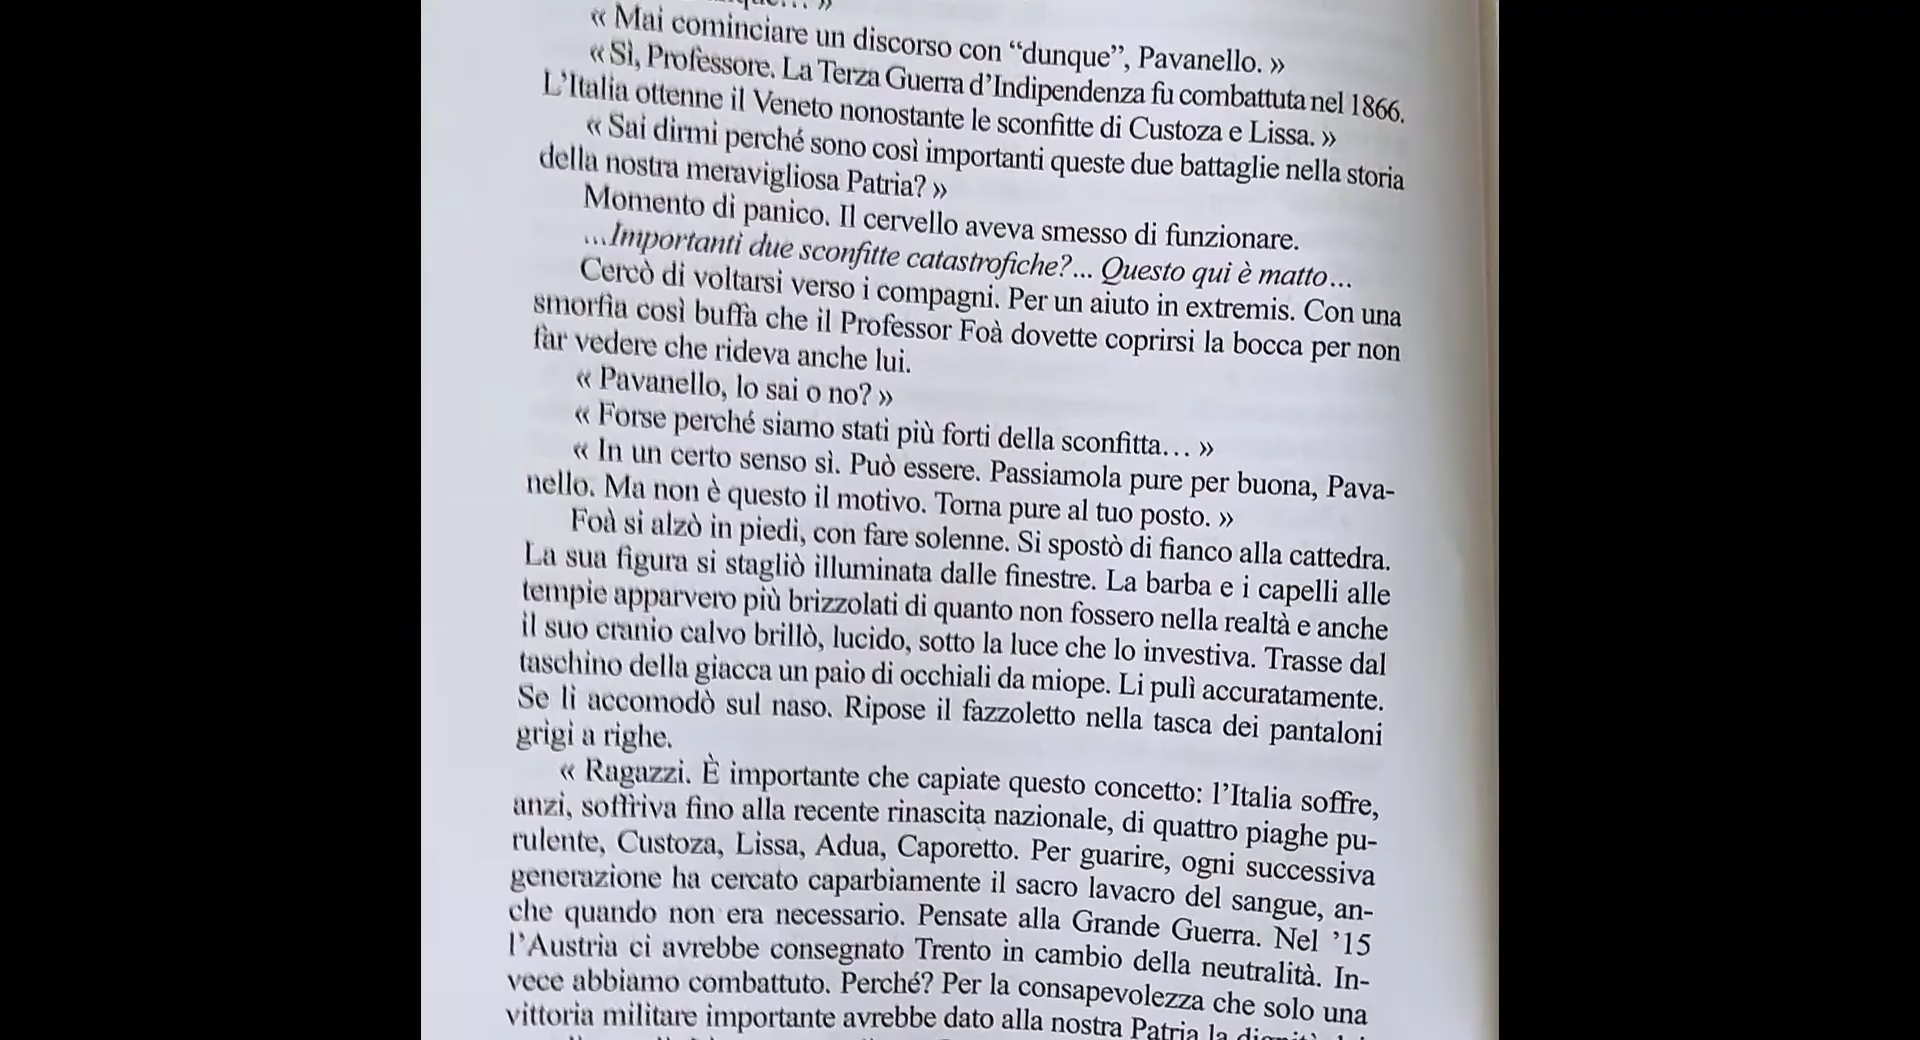 « Mai cominciare un discorso con “dunque”, Pavanello. »
« Sì, Professore. La Terza Guerra d’Indipendenza fu combattuta nel 1866.
L’Italia ottenne il Veneto nonostante le sconfitte di Custoza e Lissa. »
« Sai dirmi perché sono così importanti queste due battaglie nella storia
della nostra meravigliosa Patria? »
Momento di panico. Il cervello aveva smesso di funzionare.
…Importanti due sconfitte catastrofiche?… Questo qui è matto…
Cercò di voltarsi verso i compagni. Per un aiuto in extremis. Con una
smorfia così buffa che il Professor Foà dovette coprirsi la bocca per non
far vedere che rideva anche lui.
« Pavanello, lo sai o no? »
« Forse perché siamo stati più forti della sconfitta… »
« In un certo senso sì. Può essere. Passiamola pure per buona, Pava-
nello. Ma non è questo il motivo. Torna pure al tuo posto. »
Foà si alzò in piedi, con fare solenne. Si spostò di fianco alla cattedra.
La sua figura si stagliò illuminata dalle finestre. La barba e i capelli alle
tempie apparvero più brizzolati di quanto non fossero nella realtà e anche
il suo cranio calvo brillò, lucido, sotto la luce che lo investiva. Trasse dal
taschino della giacca un paio di occhiali da miope. Li pulì accuratamente.
Se li accomodò sul naso. Ripose il fazzoletto nella tasca dei pantaloni
grigi a righe.
« Ragazzi. È importante che capiate questo concetto: l’Italia soffre,
anzi, soffriva fino alla recente rinascita nazionale, di quattro piaghe pu-
rulente, Custoza, Lissa, Adua, Caporetto. Per guarire, ogni successiva
generazione ha cercato caparbiamente il sacro lavacro del sangue, an-
che quando non era necessario. Pensate alla Grande Guerra. Nel ’15
l’Austria ci avrebbe consegnato Trento in cambio della neutralità. In-
vece abbiamo combattuto. Perché? Per la consapevolezza che solo una
vittoria militare importante avrebbe dato alla nostra Patria la